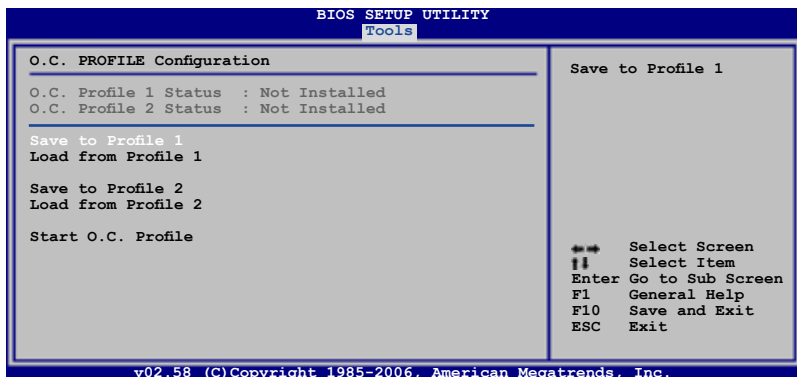 BIOS SETUP UTILITY
Tools
O.C. PROFILE Configuration
O.C. Profile 1 Status : Not Installed
O.C. Profile 2 Status : Not Installed
Save to Profile 1
Load from Profile 1
Save to Profile 2
Load from Profile 2
Start O.C. Profile
Save to Profile 1
Select Screen
Select Item
Enter Go to Sub Screen
F1 General Help
F10 Save and Exit
ESC Exit
v02.58 (C)Copyright 1985-2006, American Megatrends, Inc.